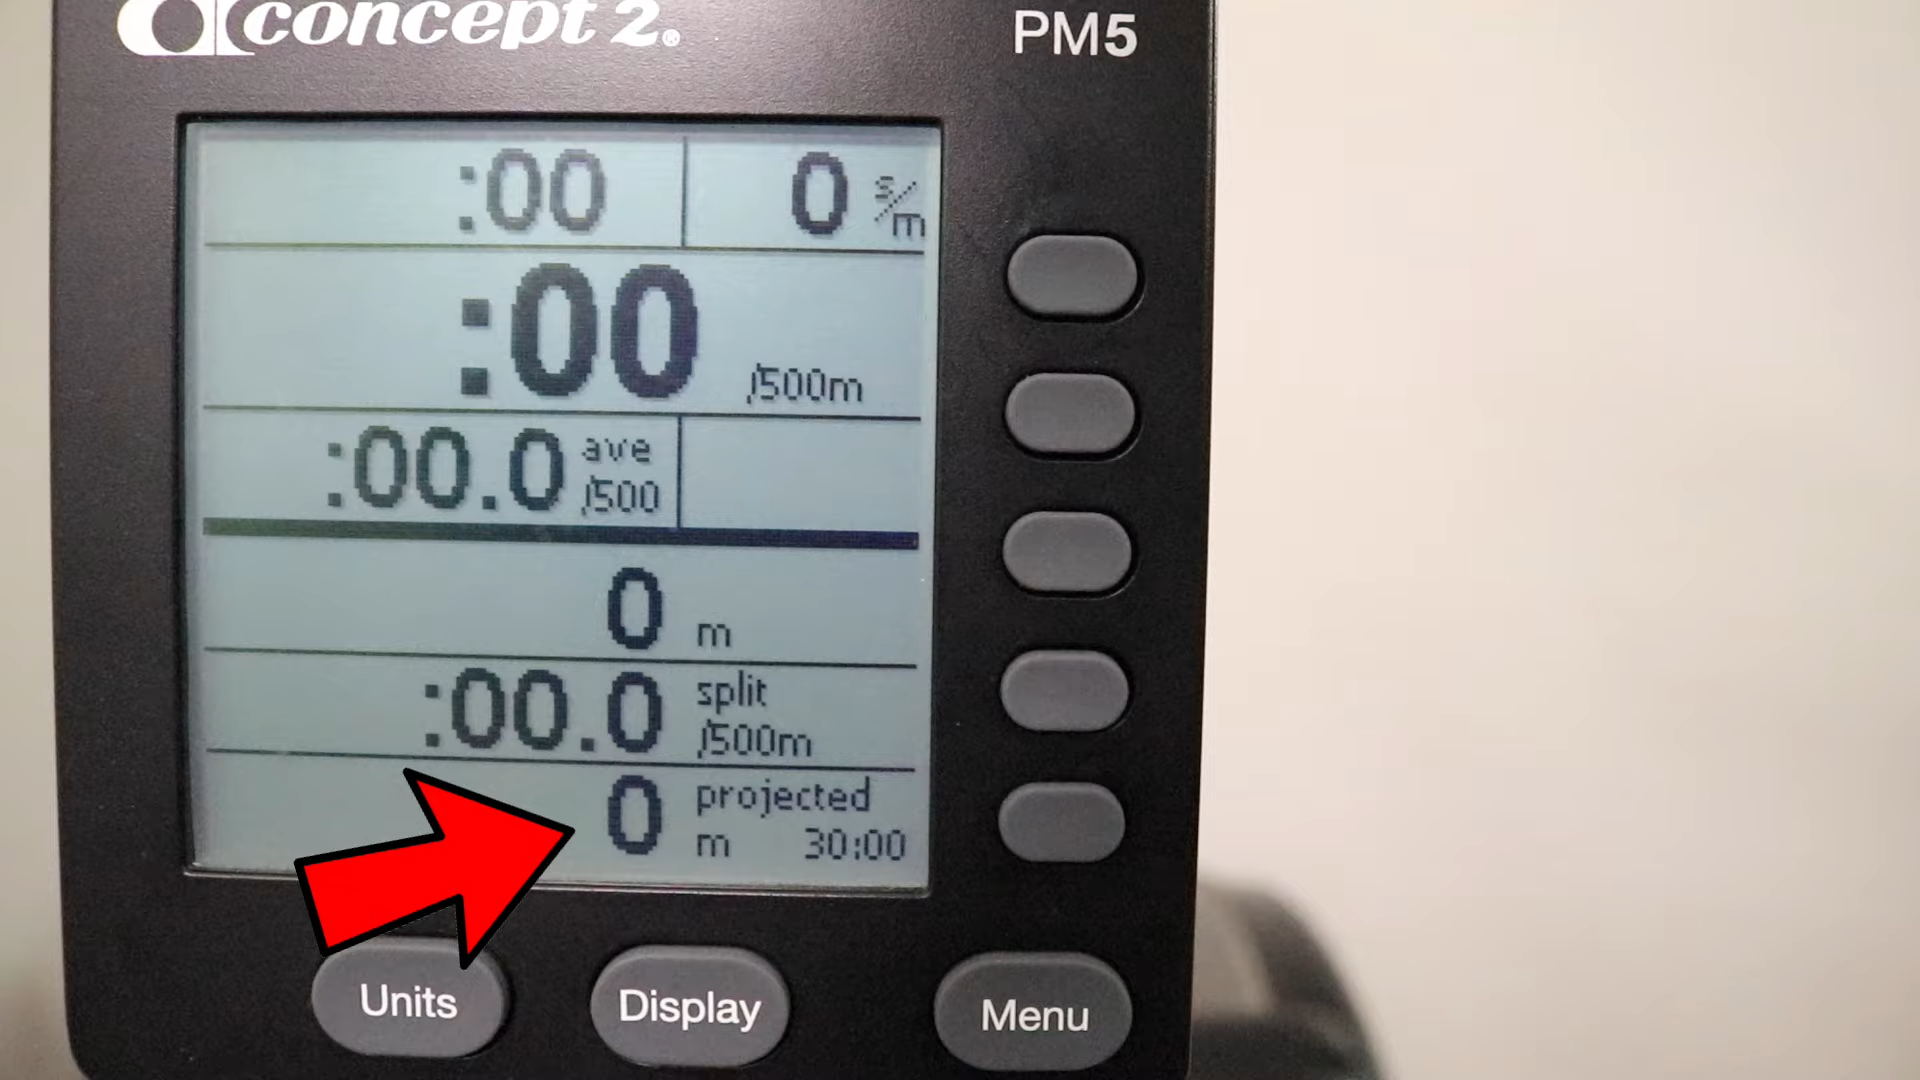 concept 2®
PM5
:00 0 s/m
:00 /500m
:00.0 ave /500
0 m
:00.0 split /500m
0 projected m 30:00
Units Display Menu